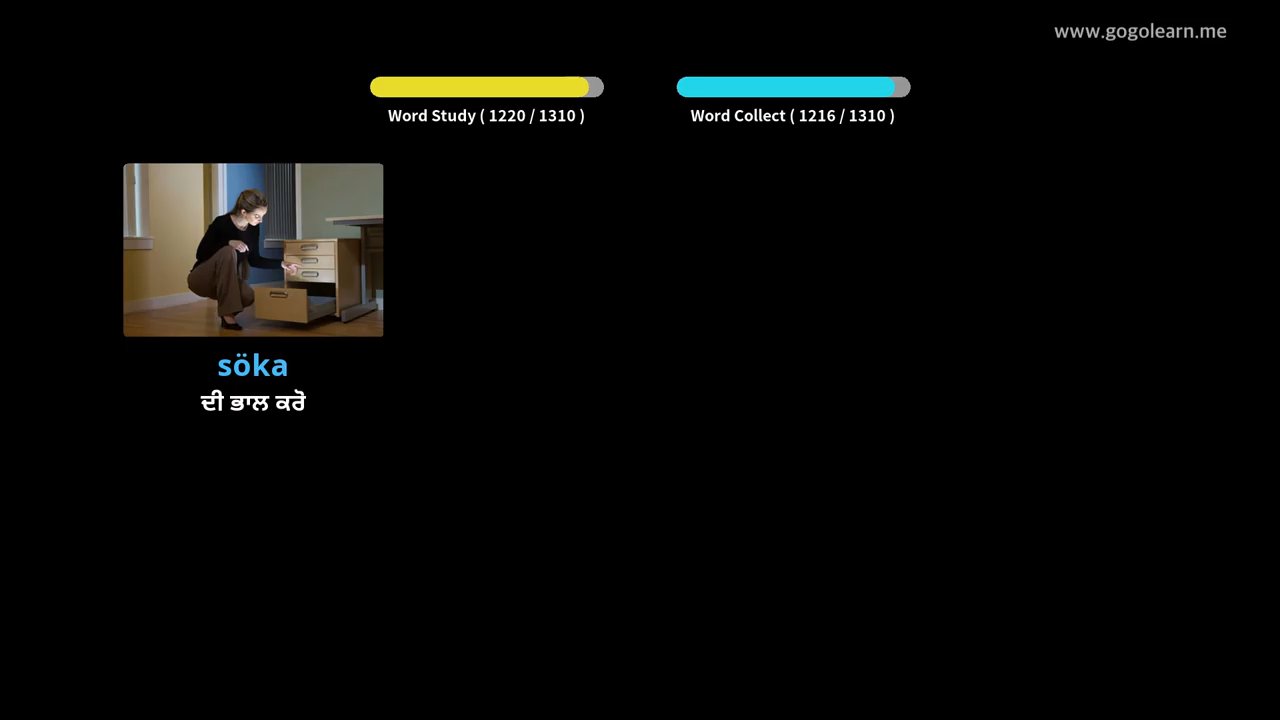 www.gogolearn.me
Word Study ( 1220 / 1310 )
Word Collect ( 1216 / 1310 )
söka
ਦੀ ਭਾਲ ਕਰੋ